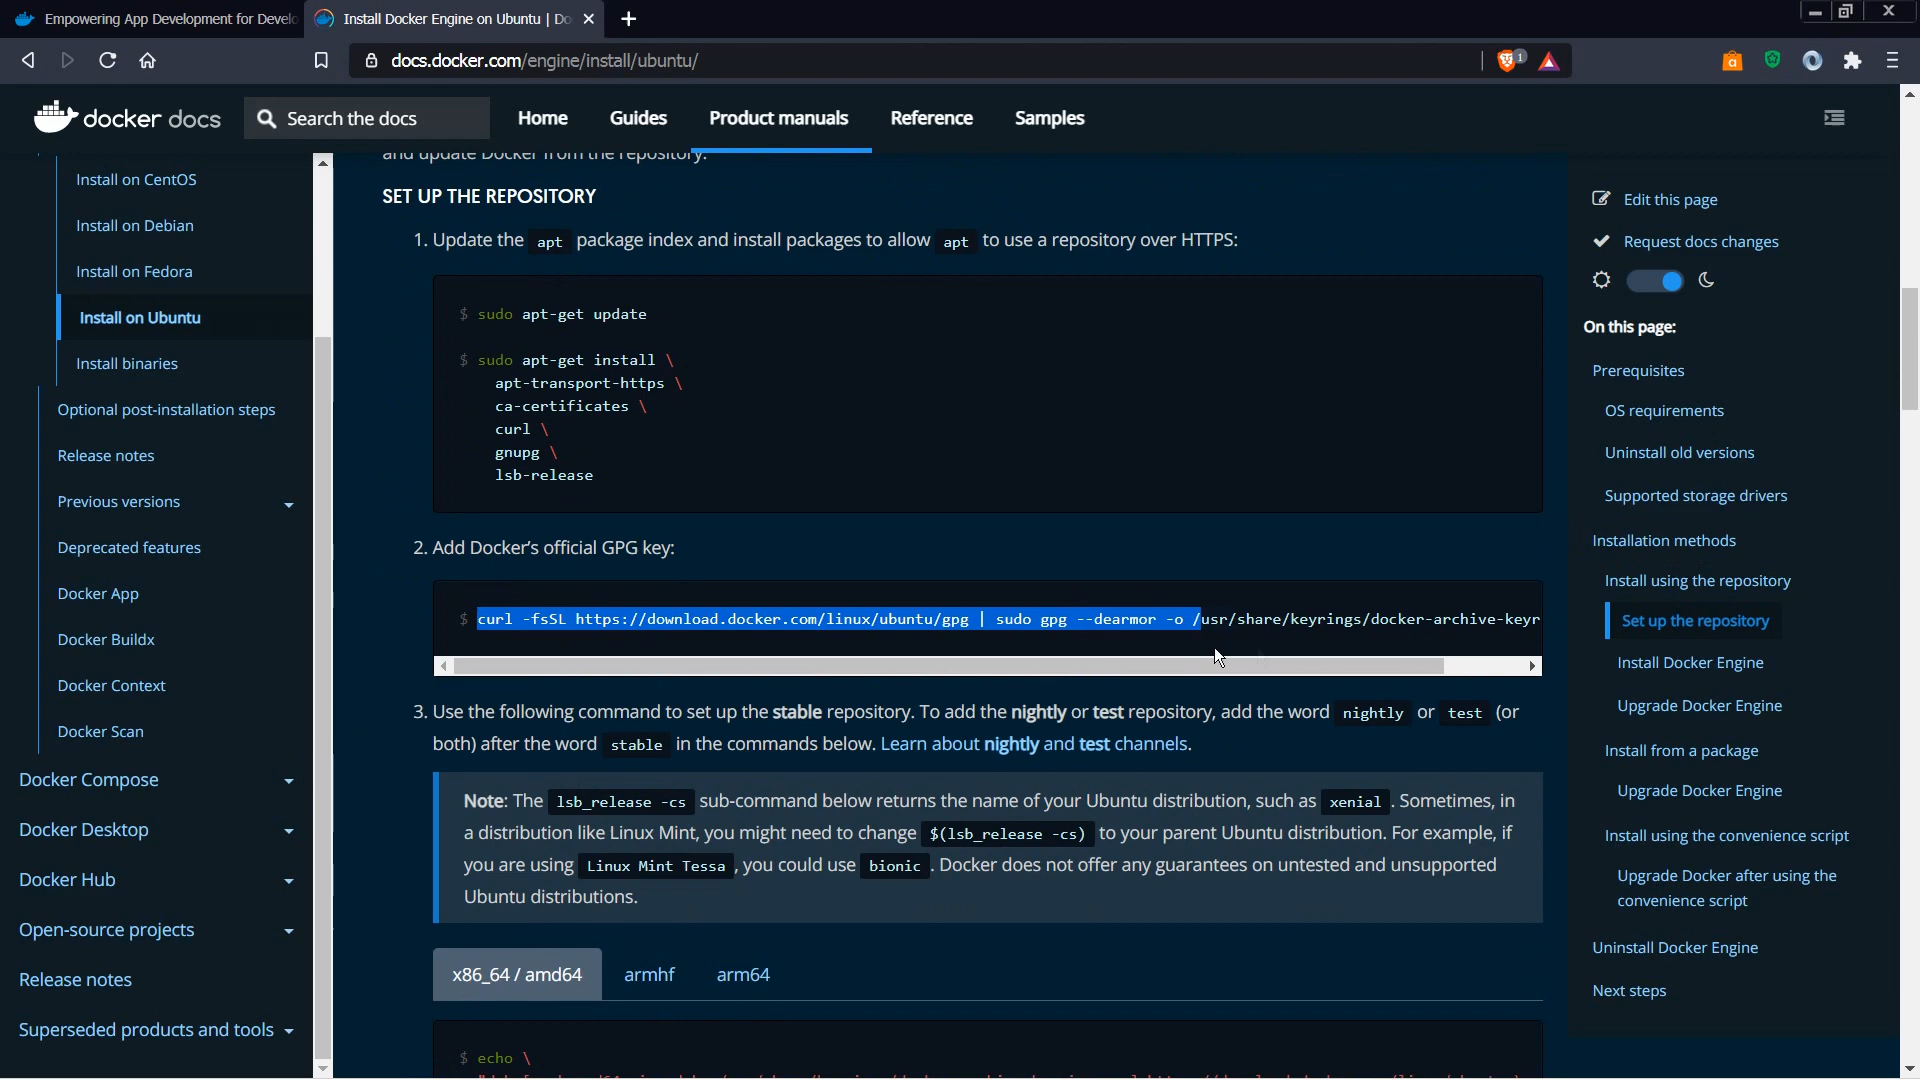 Empowering App Development for Develo
Install Docker Engine on Ubuntu | Do
docs.docker.com/engine/install/ubuntu/
1
docker docs
Search the docs
Home
Guides
Product manuals
Reference
Samples
Install on CentOS
Install on Debian
Install on Fedora
Install on Ubuntu
Install binaries
Optional post-installation steps
Release notes
Previous versions
Deprecated features
Docker App
Docker Buildx
Docker Context
Docker Scan
Docker Compose
Docker Desktop
Docker Hub
Open-source projects
Release notes
Superseded products and tools
and update Docker from the repository.
SET UP THE REPOSITORY
1. Update the apt package index and install packages to allow apt to use a repository over HTTPS:
$ sudo apt-get update
$ sudo apt-get install \
apt-transport-https \
ca-certificates \
curl \
gnupg \
lsb-release
2. Add Docker’s official GPG key:
$ curl -fsSL https://download.docker.com/linux/ubuntu/gpg | sudo gpg --dearmor -o /usr/share/keyrings/docker-archive-keyr
3. Use the following command to set up the stable repository. To add the nightly or test repository, add the word nightly or test (or
both) after the word stable in the commands below. Learn about nightly and test channels.
Note: The lsb_release -cs sub-command below returns the name of your Ubuntu distribution, such as xenial . Sometimes, in
a distribution like Linux Mint, you might need to change $(lsb_release -cs) to your parent Ubuntu distribution. For example, if
you are using Linux Mint Tessa , you could use bionic . Docker does not offer any guarantees on untested and unsupported
Ubuntu distributions.
x86_64 / amd64
armhf
arm64
$ echo \
Edit this page
Request docs changes
On this page:
Prerequisites
OS requirements
Uninstall old versions
Supported storage drivers
Installation methods
Install using the repository
Set up the repository
Install Docker Engine
Upgrade Docker Engine
Install from a package
Upgrade Docker Engine
Install using the convenience script
Upgrade Docker after using the
convenience script
Uninstall Docker Engine
Next steps